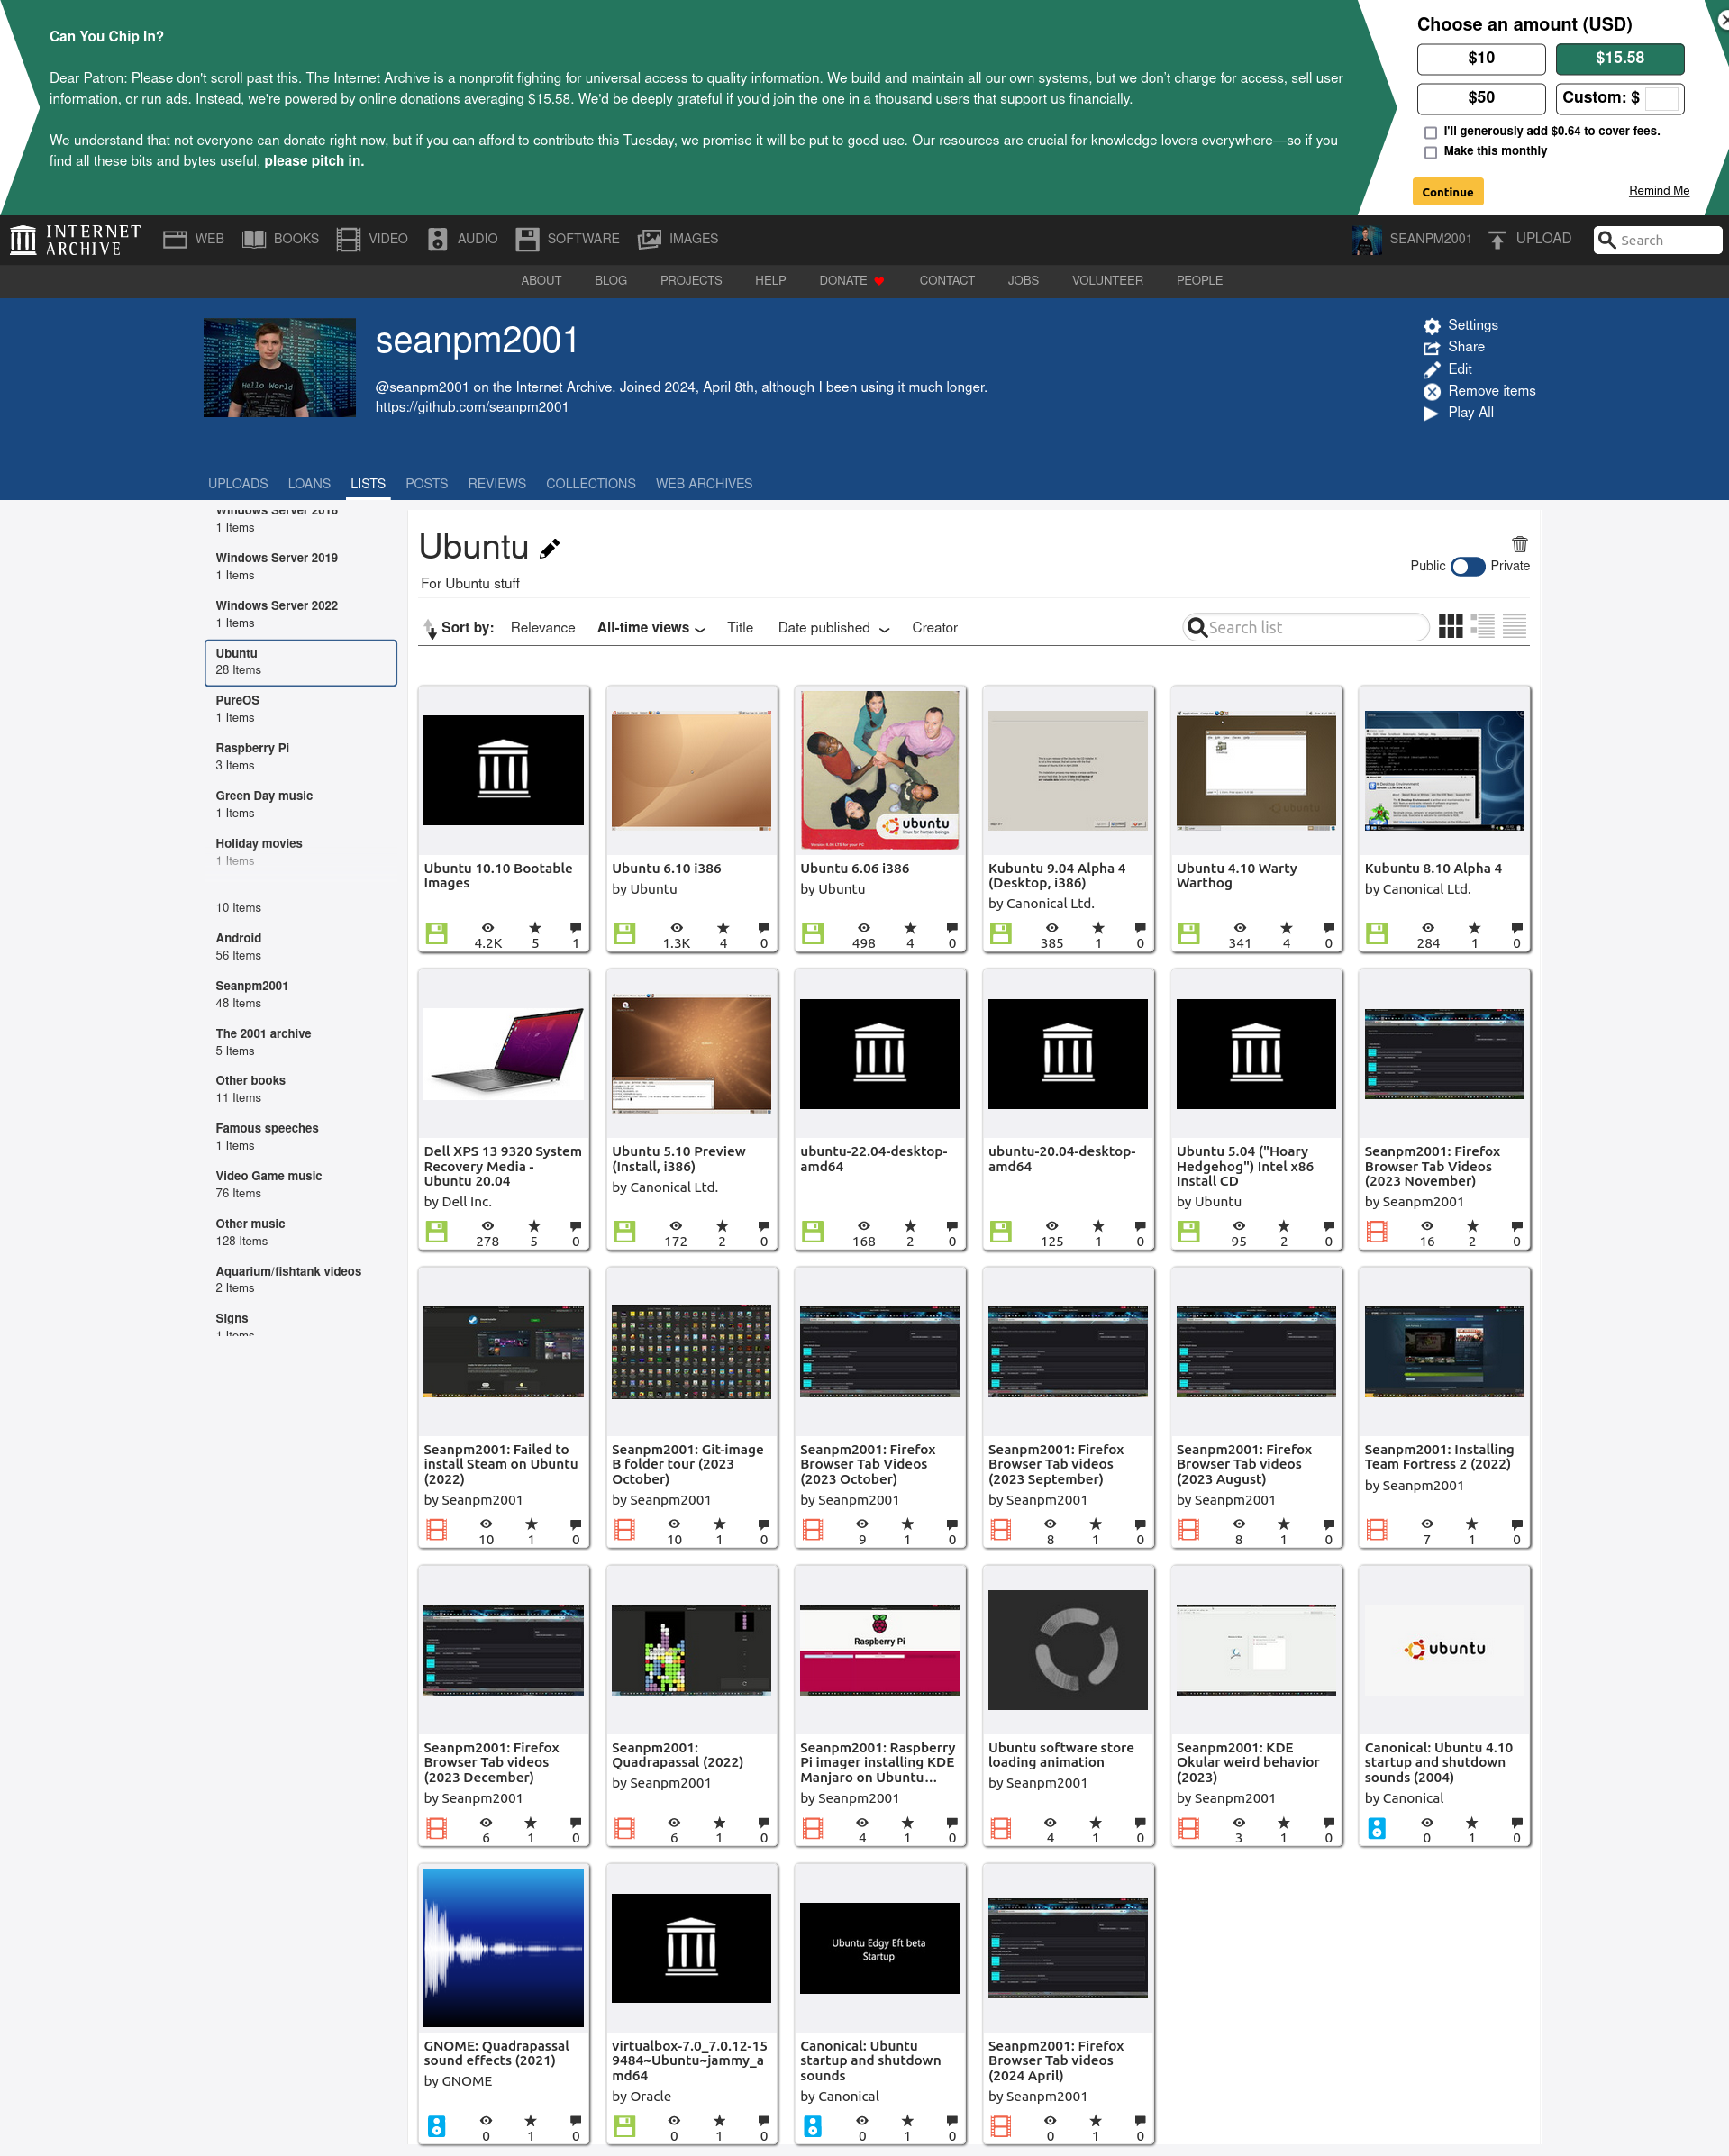 Can You Chip In?
Dear Patron: Please don't scroll past this. The Internet Archive is a nonprofit fighting for universal access to quality information. We build and maintain all our own systems, but we don't charge for access, sell user
information, or run ads. Instead, we're powered by online donations averaging $15.58. We'd be deeply grateful if you'd join the one in a thousand users that support us financially.
We understand that not everyone can donate right now, but if you can afford to contribute this Tuesday, we promise it will be put to good use. Our resources are crucial for knowledge lovers everywhere—so if you
find all these bits and bytes useful, please pitch in.
Choose an amount (USD)
$10
$15.58
$50
Custom: $
I'll generously add $0.64 to cover fees.
Make this monthly
Continue
Remind Me
INTERNET
ARCHIVE
WEB BOOKS VIDEO AUDIO SOFTWARE IMAGES
SEANPM2001 UPLOAD Search
ABOUT BLOG PROJECTS HELP DONATE CONTACT JOBS VOLUNTEER PEOPLE
Hello World
seanpm2001
@seanpm2001 on the Internet Archive. Joined 2024, April 8th, although I been using it much longer.
https://github.com/seanpm2001
Settings
Share
Edit
Remove items
Play All
UPLOADS LOANS LISTS POSTS REVIEWS COLLECTIONS WEB ARCHIVES
Windows Server 2016
1 Items
Windows Server 2019
1 Items
Windows Server 2022
1 Items
Ubuntu
28 Items
PureOS
1 Items
Raspberry Pi
3 Items
Green Day music
1 Items
Holiday movies
1 Items
10 Items
Android
56 Items
Seanpm2001
48 Items
The 2001 archive
5 Items
Other books
11 Items
Famous speeches
1 Items
Video Game music
76 Items
Other music
128 Items
Aquarium/fishtank videos
2 Items
Signs
1 Items
Ubuntu
For Ubuntu stuff
Public Private
Sort by: Relevance All-time views Title Date published Creator
Search list
Ubuntu 10.10 Bootable
Images
4.2K 5 1
Ubuntu 6.10 i386
by Ubuntu
1.3K 4 0
ubuntu
linux for human beings
Ubuntu 6.06 i386
by Ubuntu
498 4 0
Kubuntu 9.04 Alpha 4
(Desktop, i386)
by Canonical Ltd.
385 1 0
ubuntu
Ubuntu 4.10 Warty
Warthog
341 4 0
Kubuntu 8.10 Alpha 4
by Canonical Ltd.
284 1 0
Dell XPS 13 9320 System
Recovery Media -
Ubuntu 20.04
by Dell Inc.
278 5 0
Ubuntu 5.10 Preview
(Install, i386)
by Canonical Ltd.
172 2 0
ubuntu-22.04-desktop-
amd64
168 2 0
ubuntu-20.04-desktop-
amd64
125 1 0
Ubuntu 5.04 ("Hoary
Hedgehog") Intel x86
Install CD
by Ubuntu
95 2 0
Seanpm2001: Firefox
Browser Tab Videos
(2023 November)
by Seanpm2001
16 2 0
Seanpm2001: Failed to
install Steam on Ubuntu
(2022)
by Seanpm2001
10 1 0
Seanpm2001: Git-image
B folder tour (2023
October)
by Seanpm2001
10 1 0
Seanpm2001: Firefox
Browser Tab Videos
(2023 October)
by Seanpm2001
9 1 0
Seanpm2001: Firefox
Browser Tab videos
(2023 September)
by Seanpm2001
8 1 0
Seanpm2001: Firefox
Browser Tab videos
(2023 August)
by Seanpm2001
8 1 0
Seanpm2001: Installing
Team Fortress 2 (2022)
by Seanpm2001
7 1 0
Seanpm2001: Firefox
Browser Tab videos
(2023 December)
by Seanpm2001
6 1 0
Seanpm2001:
Quadrapassal (2022)
by Seanpm2001
6 1 0
Raspberry Pi
Seanpm2001: Raspberry
Pi imager installing KDE
Manjaro on Ubuntu...
by Seanpm2001
4 1 0
Ubuntu software store
loading animation
by Seanpm2001
4 1 0
Seanpm2001: KDE
Okular weird behavior
(2023)
by Seanpm2001
3 1 0
ubuntu
Canonical: Ubuntu 4.10
startup and shutdown
sounds (2004)
by Canonical
0 1 0
GNOME: Quadrapassal
sound effects (2021)
by GNOME
0 1 0
virtualbox-7.0_7.0.12-15
9484~Ubuntu~jammy_a
md64
by Oracle
0 1 0
Ubuntu Edgy Eft beta
Startup
Canonical: Ubuntu
startup and shutdown
sounds
by Canonical
0 1 0
Seanpm2001: Firefox
Browser Tab videos
(2024 April)
by Seanpm2001
0 1 0